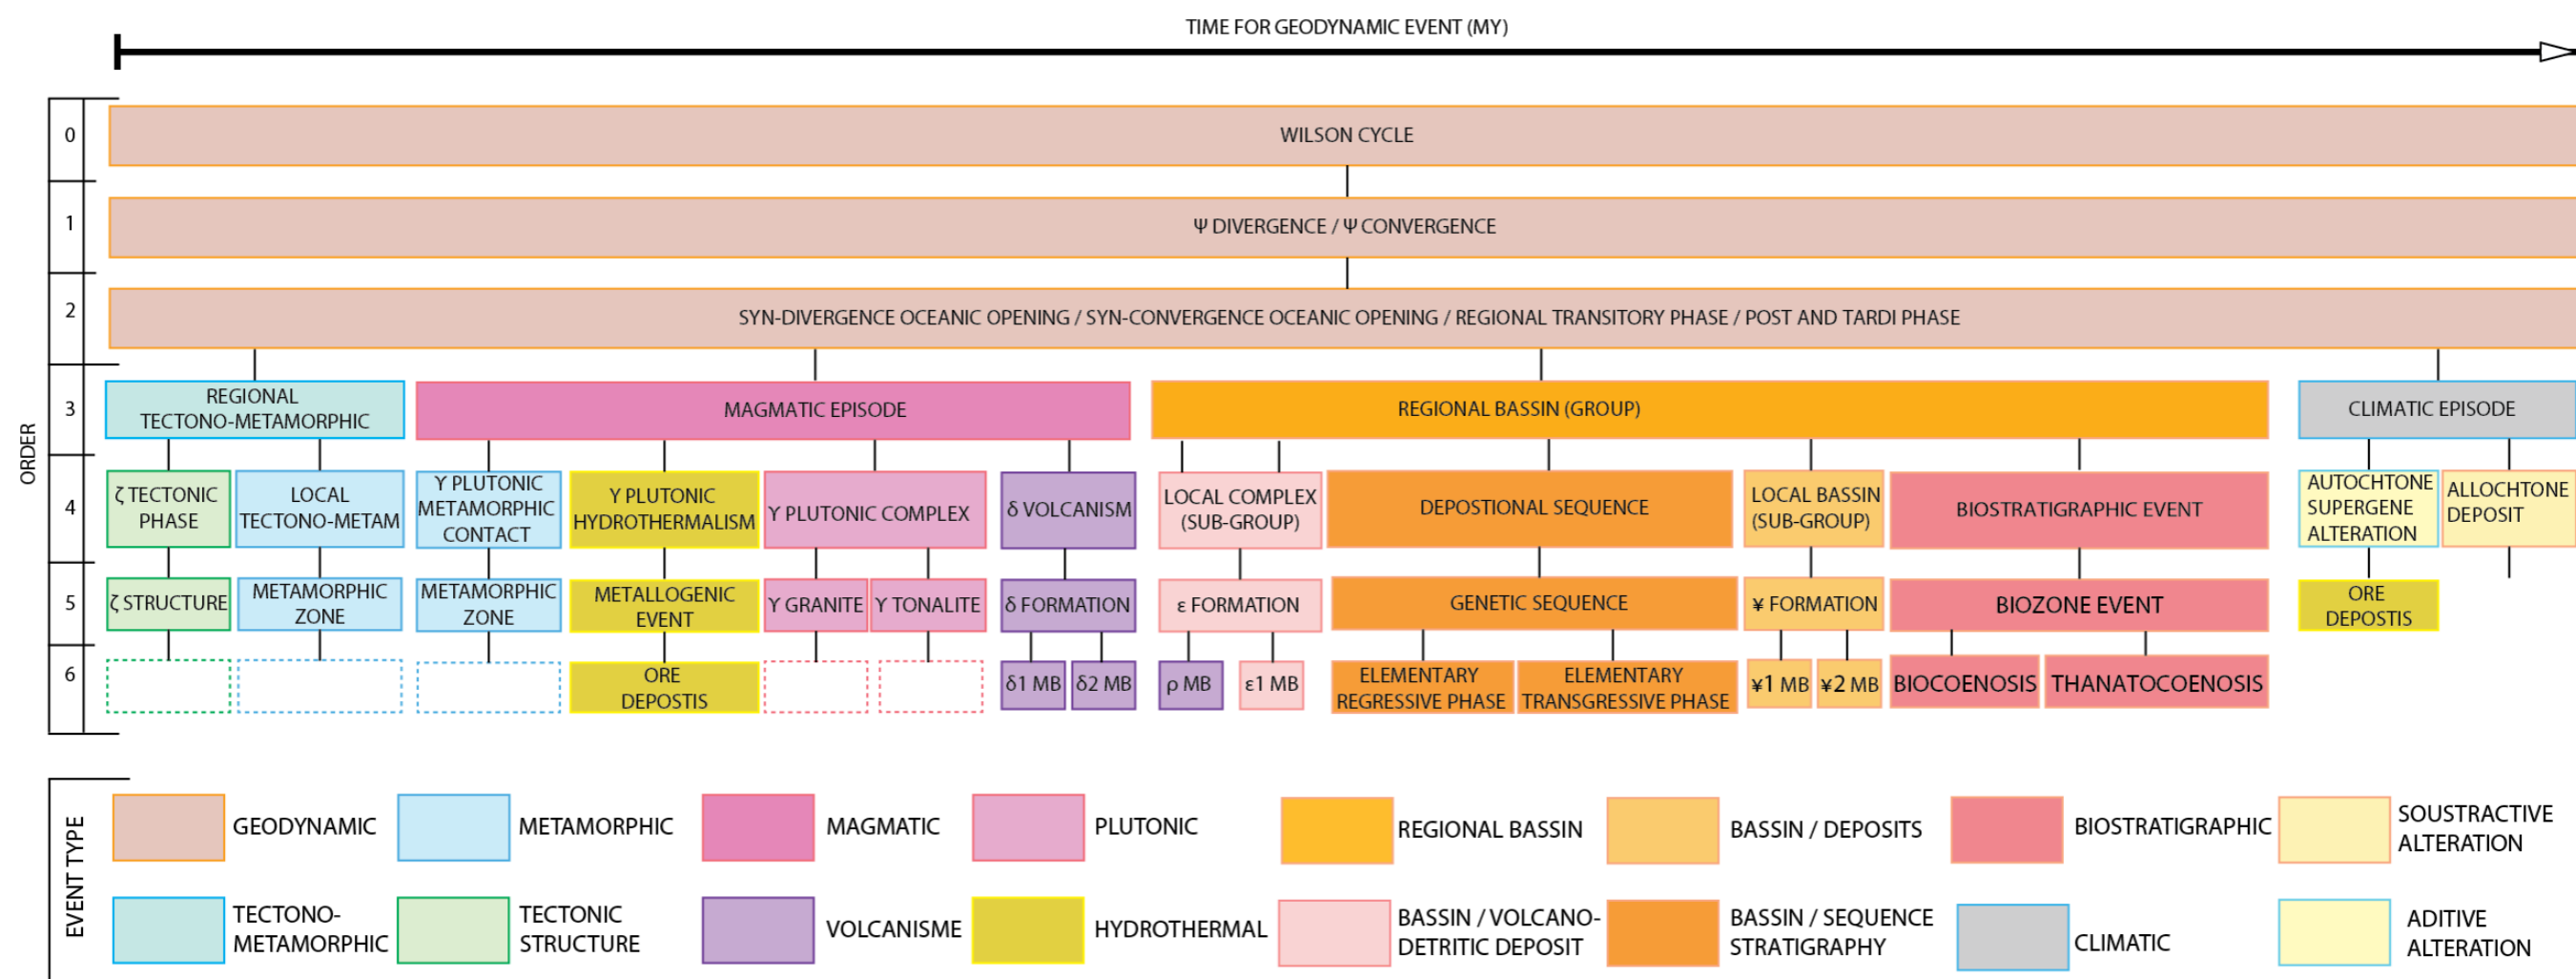 TIME FOR GEODYNAMIC EVENT (MY)
ORDER
0
WILSON CYCLE
1
Ψ DIVERGENCE / Ψ CONVERGENCE
2
SYN-DIVERGENCE OCEANIC OPENING / SYN-CONVERGENCE OCEANIC OPENING / REGIONAL TRANSITORY PHASE / POST AND TARDI PHASE
3
REGIONAL
TECTONO-METAMORPHIC
MAGMATIC EPISODE
REGIONAL BASSIN (GROUP)
CLIMATIC EPISODE
4
ζ TECTONIC
PHASE
LOCAL
TECTONO-METAM
ϒ PLUTONIC
METAMORPHIC
CONTACT
ϒ PLUTONIC
HYDROTHERMALISM
ϒ PLUTONIC COMPLEX
δ VOLCANISM
LOCAL COMPLEX
(SUB-GROUP)
DEPOSTIONAL SEQUENCE
LOCAL BASSIN
(SUB-GROUP)
BIOSTRATIGRAPHIC EVENT
AUTOCHTONE
SUPERGENE
ALTERATION
ALLOCHTONE
DEPOSIT
5
ζ STRUCTURE
METAMORPHIC
ZONE
METAMORPHIC
ZONE
METALLOGENIC
EVENT
ϒ GRANITE
ϒ TONALITE
δ FORMATION
ε FORMATION
GENETIC SEQUENCE
¥ FORMATION
BIOZONE EVENT
ORE
DEPOSTIS
6
ORE
DEPOSTIS
δ1 MB
δ2 MB
ρ MB
ε1 MB
ELEMENTARY
REGRESSIVE PHASE
ELEMENTARY
TRANSGRESSIVE PHASE
¥1 MB
¥2 MB
BIOCOENOSIS
THANATOCOENOSIS
EVENT TYPE
GEODYNAMIC
METAMORPHIC
MAGMATIC
PLUTONIC
REGIONAL BASSIN
BASSIN / DEPOSITS
BIOSTRATIGRAPHIC
SOUSTRACTIVE
ALTERATION
TECTONO-
METAMORPHIC
TECTONIC
STRUCTURE
VOLCANISME
HYDROTHERMAL
BASSIN / VOLCANO-
DETRITIC DEPOSIT
BASSIN / SEQUENCE
STRATIGRAPHY
CLIMATIC
ADITIVE
ALTERATION